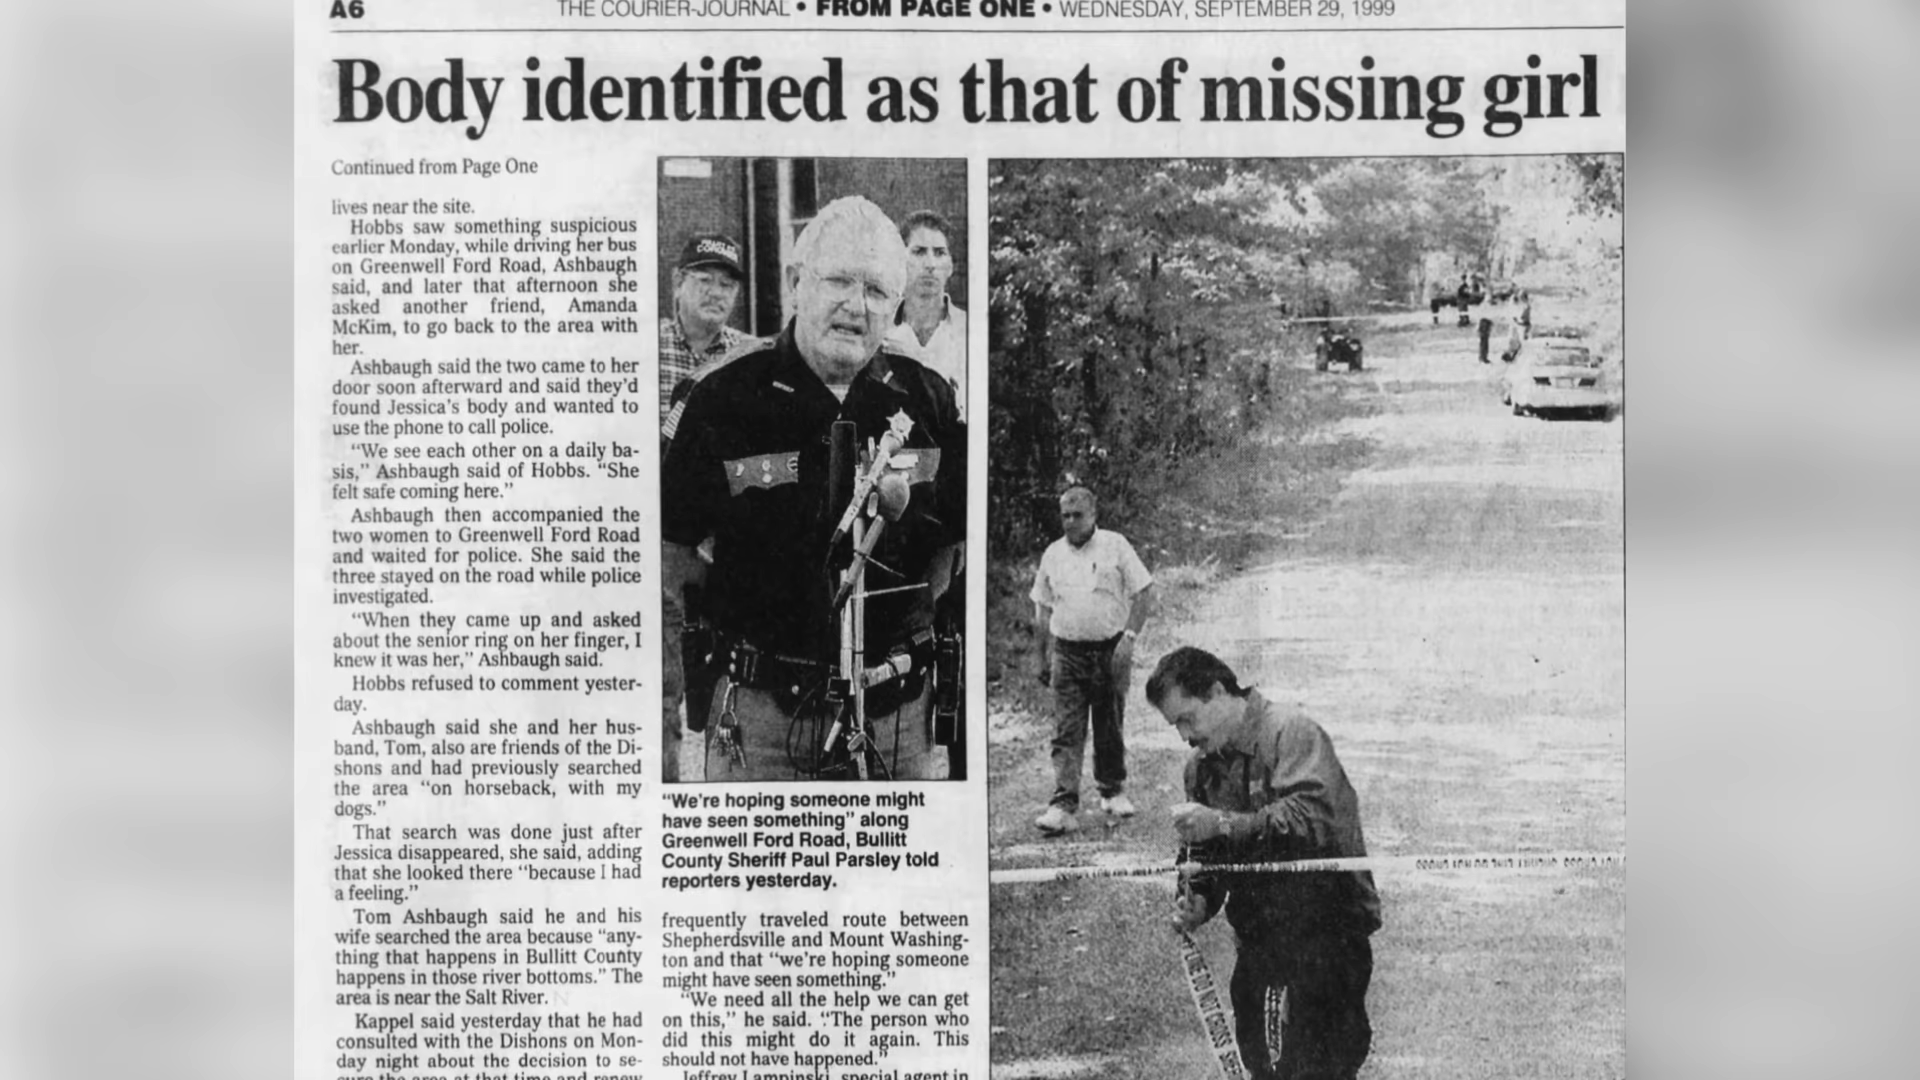 A6
THE COURIER-JOURNAL • FROM PAGE ONE • WEDNESDAY, SEPTEMBER 29, 1999
Body identified as that of missing girl
Continued from Page One
lives near the site.
Hobbs saw something suspicious
earlier Monday, while driving her bus
on Greenwell Ford Road, Ashbaugh
said, and later that afternoon she
asked another friend, Amanda
McKim, to go back to the area with
her.
Ashbaugh said the two came to her
door soon afterward and said they'd
found Jessica's body and wanted to
use the phone to call police.
"We see each other on a daily ba-
sis," Ashbaugh said of Hobbs. "She
felt safe coming here."
Ashbaugh then accompanied the
two women to Greenwell Ford Road
and waited for police. She said the
three stayed on the road while police
investigated.
"When they came up and asked
about the senior ring on her finger, I
knew it was her," Ashbaugh said.
Hobbs refused to comment yester-
day.
Ashbaugh said she and her hus-
band, Tom, also are friends of the Di-
shons and had previously searched
the area "on horseback, with my
dogs."
That search was done just after
Jessica disappeared, she said, adding
that she looked there "because I had
a feeling."
Tom Ashbaugh said he and his
wife searched the area because "any-
thing that happens in Bullitt County
happens in those river bottoms." The
area is near the Salt River.
Kappel said yesterday that he had
consulted with the Dishons on Mon-
day night about the decision to se-
cure the area at that time and renew
"We're hoping someone might
have seen something" along
Greenwell Ford Road, Bullitt
County Sheriff Paul Parsley told
reporters yesterday.
frequently traveled route between
Shepherdsville and Mount Washing-
ton and that "we're hoping someone
might have seen something."
"We need all the help we can get
on this," he said. "The person who
did this might do it again. This
should not have happened."
Jeffrey Lampinski, special agent in